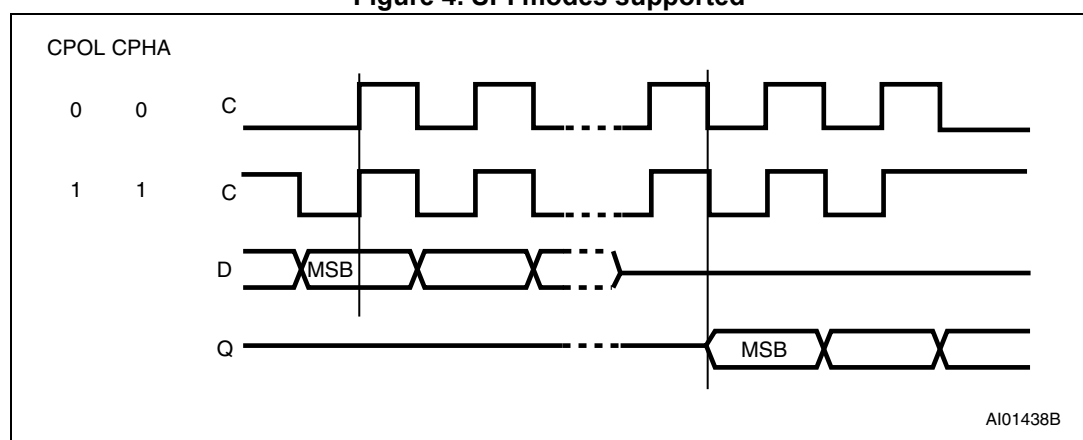 Figure 4. SPI modes supported
CPOL CPHA
0 0 C
1 1 C
D MSB
Q MSB
AI01438B